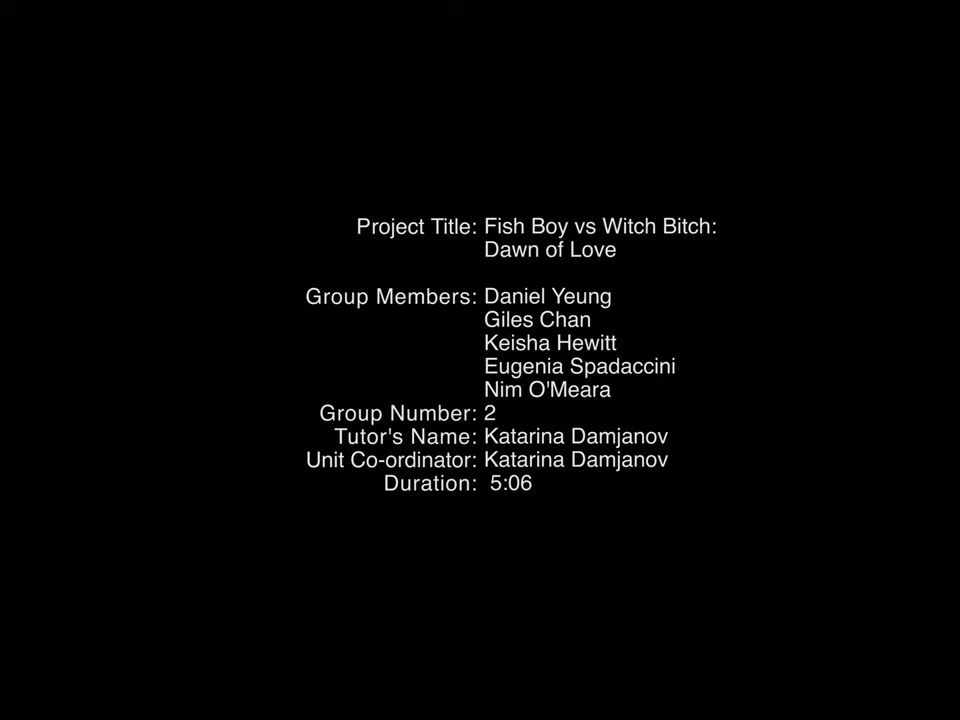 Project Title: Fish Boy vs Witch Bitch:
Dawn of Love
Group Members: Daniel Yeung
Giles Chan
Keisha Hewitt
Eugenia Spadaccini
Nim O'Meara
Group Number: 2
Tutor's Name: Katarina Damjanov
Unit Co-ordinator: Katarina Damjanov
Duration: 5:06